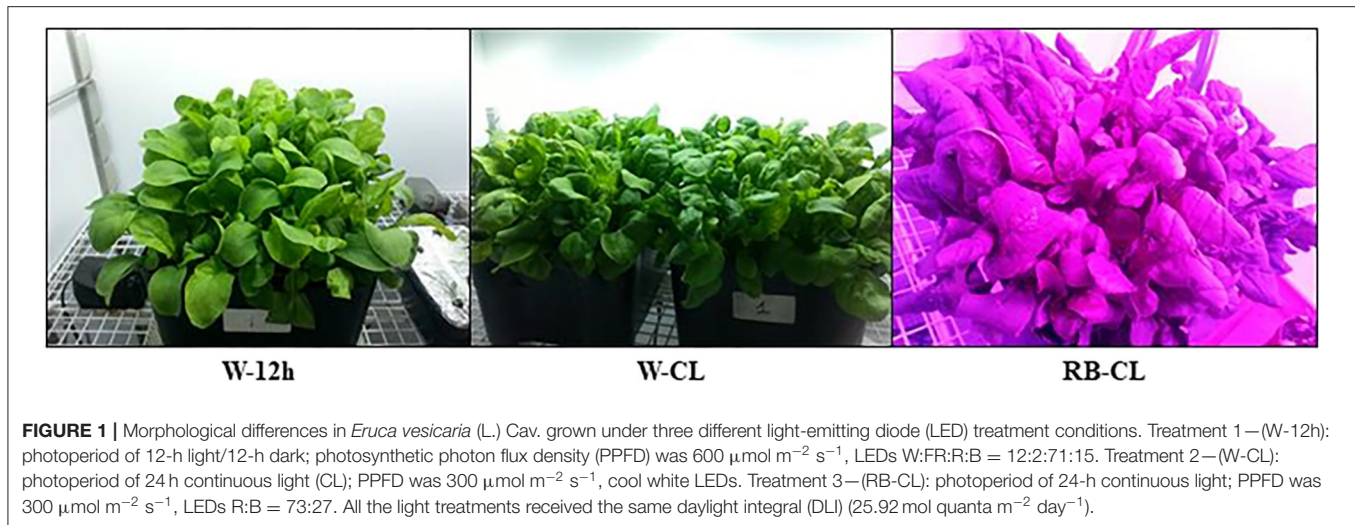 1
W-12h
W-CL
RB-CL
FIGURE 1 | Morphological differences in Eruca vesicaria (L.) Cav. grown under three different light-emitting diode (LED) treatment conditions. Treatment 1—(W-12h):
photoperiod of 12-h light/12-h dark; photosynthetic photon flux density (PPFD) was 600 μmol m⁻² s⁻¹, LEDs W:FR:R:B = 12:2:71:15. Treatment 2—(W-CL):
photoperiod of 24 h continuous light (CL); PPFD was 300 μmol m⁻² s⁻¹, cool white LEDs. Treatment 3—(RB-CL): photoperiod of 24-h continuous light; PPFD was
300 μmol m⁻² s⁻¹, LEDs R:B = 73:27. All the light treatments received the same daylight integral (DLI) (25.92 mol quanta m⁻² day⁻¹).